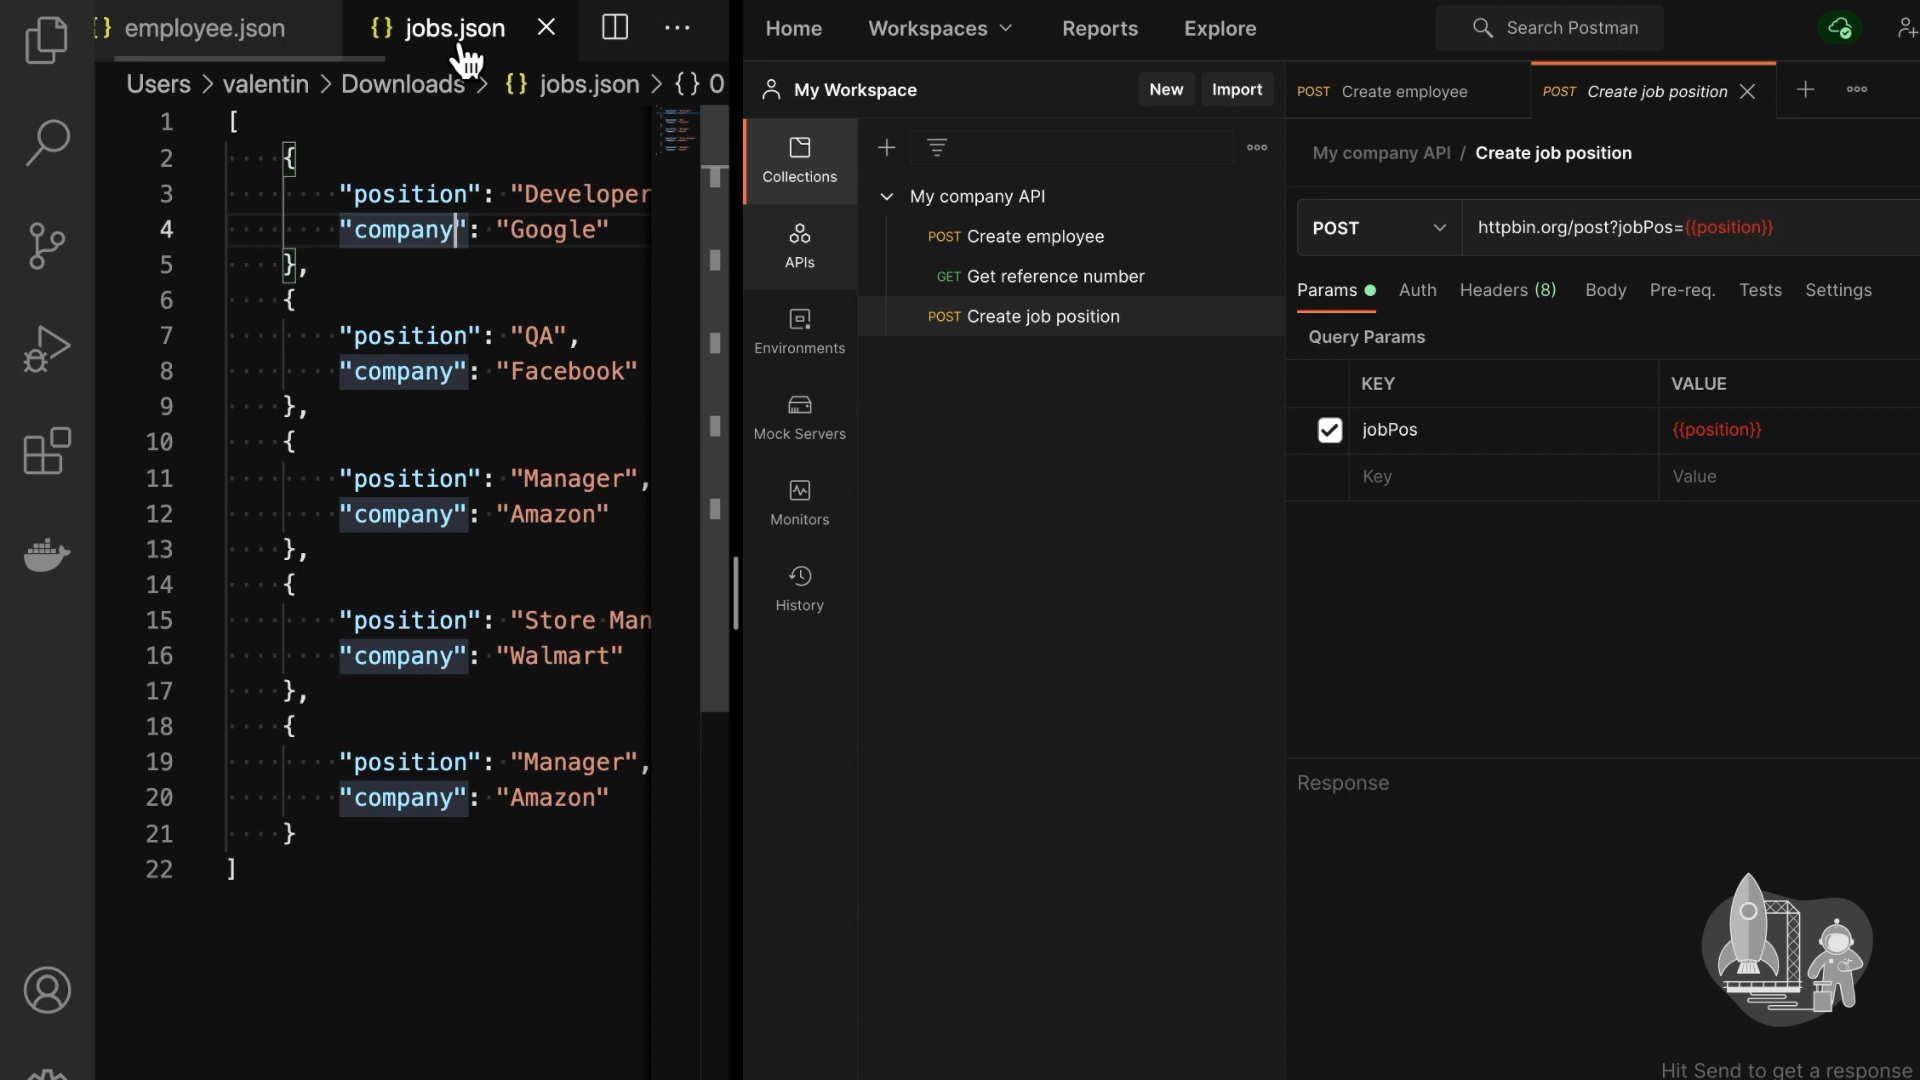 employee.json
{} jobs.json
Users > valentin > Downloads > {} jobs.json > {} 0
1 [
2 {
3 "position": "Developer
4 "company": "Google"
5 },
6 {
7 "position": "QA",
8 "company": "Facebook"
9 },
10 {
11 "position": "Manager",
12 "company": "Amazon"
13 },
14 {
15 "position": "Store Man
16 "company": "Walmart"
17 },
18 {
19 "position": "Manager",
20 "company": "Amazon"
21 }
22 ]
Home Workspaces Reports Explore
Search Postman
My Workspace
New
Import
Collections
APIs
Environments
Mock Servers
Monitors
History
My company API
POST Create employee
GET Get reference number
POST Create job position
POST Create employee
POST Create job position
My company API / Create job position
POST
httpbin.org/post?jobPos={{position}}
Params Auth Headers (8) Body Pre-req. Tests Settings
Query Params
KEY VALUE
jobPos {{position}}
Key Value
Response
Hit Send to get a response